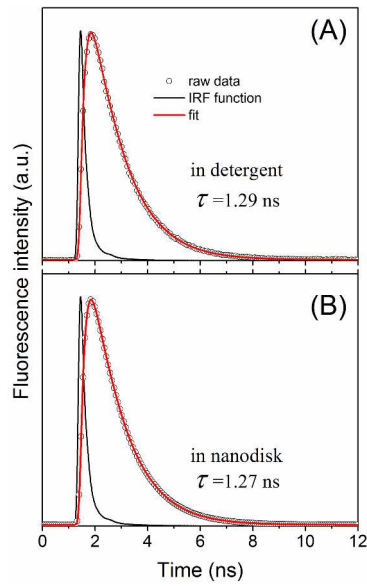 (A)
raw data
IRF function
fit
in detergent
τ =1.29 ns
Fluorescence intensity (a.u.)
(B)
in nanodisk
τ =1.27 ns
0 2 4 6 8 10 12
Time (ns)